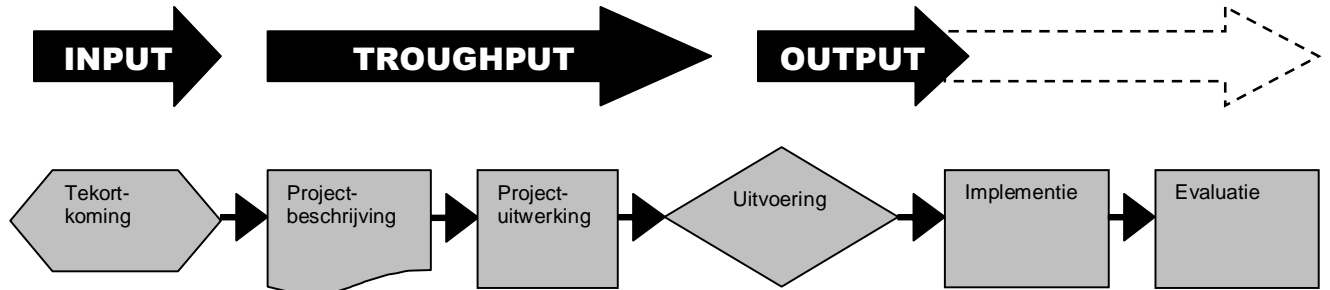 INPUT
TROUGHPUT
OUTPUT
Tekort-
koming
Project-
beschrijving
Project-
uitwerking
Uitvoering
Implementie
Evaluatie